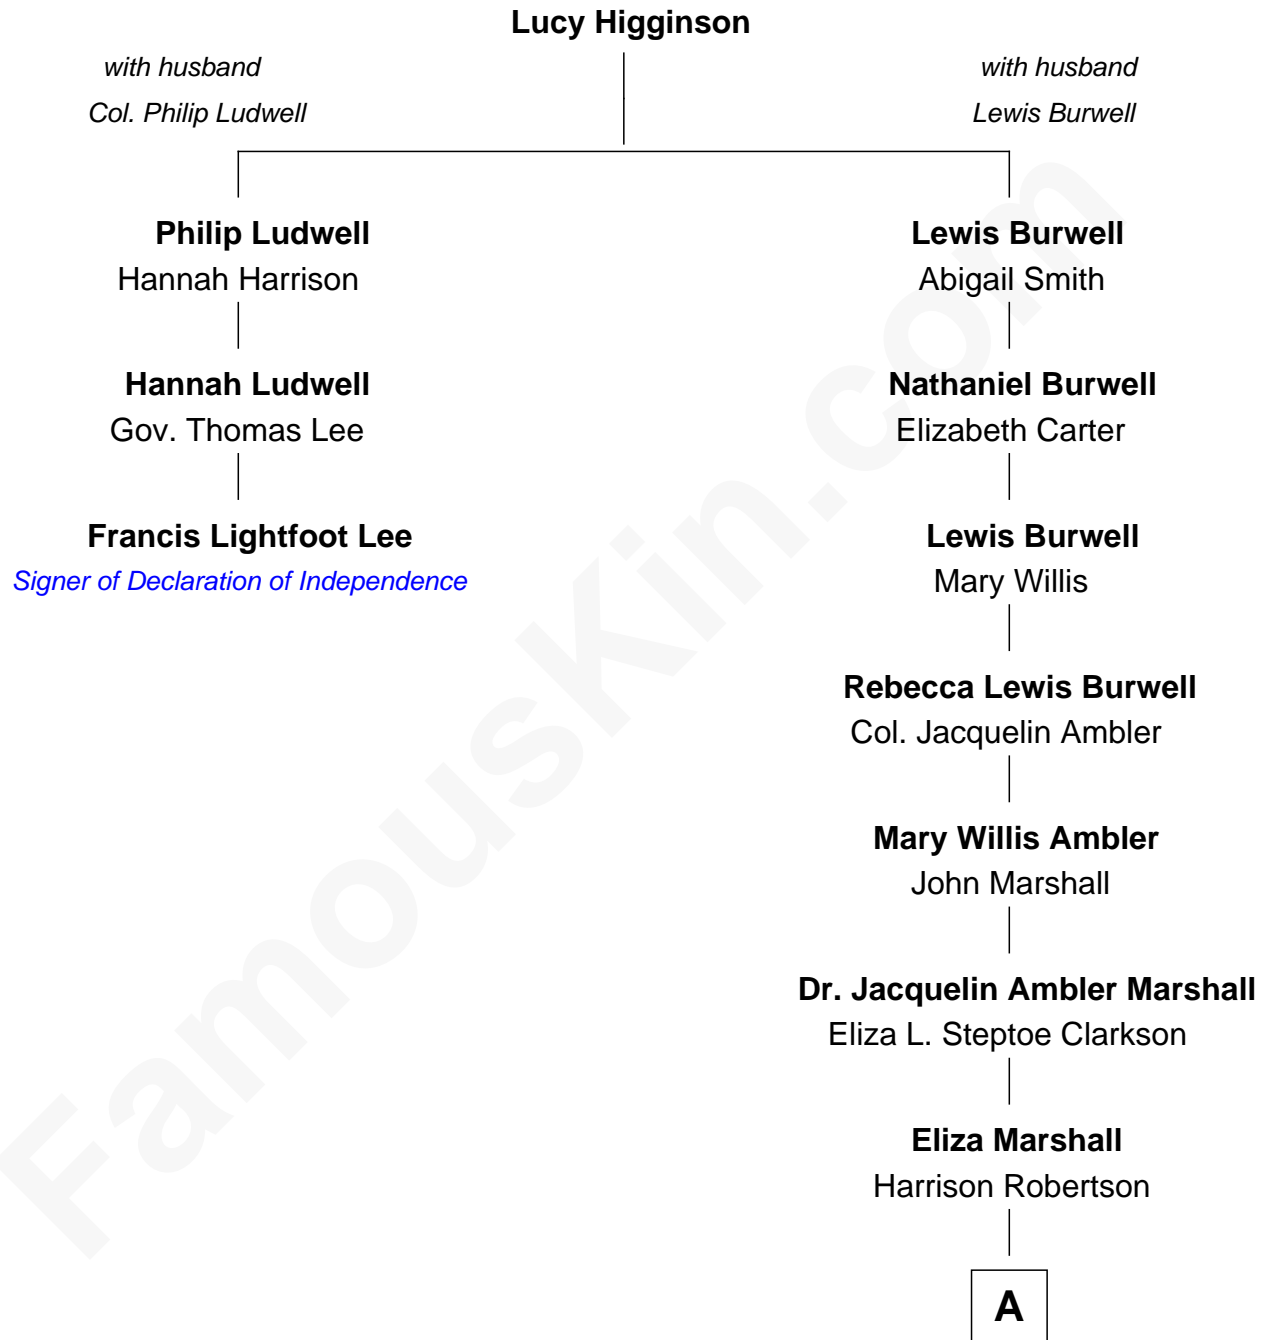 Lucy Higginson
with husband
Col. Philip Ludwell
with husband
Lewis Burwell
Philip Ludwell
Hannah Harrison
Hannah Ludwell
Gov. Thomas Lee
Francis Lightfoot Lee
Signer of Declaration of Independence
Lewis Burwell
Abigail Smith
Nathaniel Burwell
Elizabeth Carter
Lewis Burwell
Mary Willis
Rebecca Lewis Burwell
Col. Jacquelin Ambler
Mary Willis Ambler
John Marshall
Dr. Jacquelin Ambler Marshall
Eliza L. Steptoe Clarkson
Eliza Marshall
Harrison Robertson
A
FamousKin.com